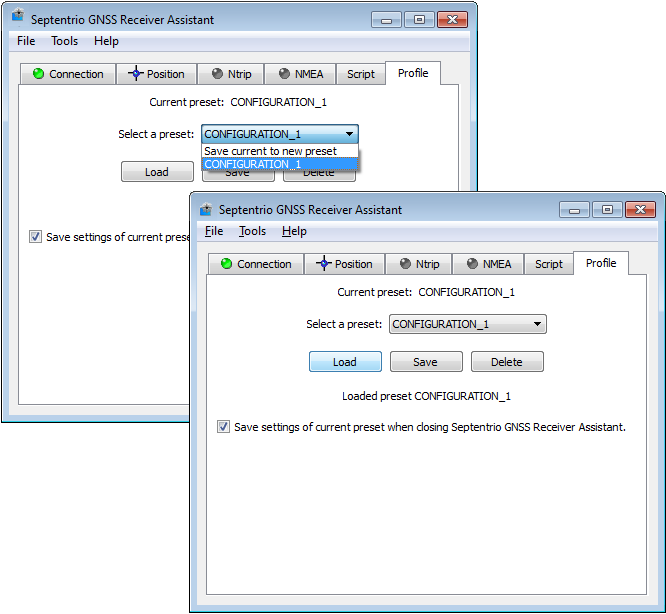 Septentrio GNSS Receiver Assistant
File Tools Help
Connection Position Ntrip NMEA Script Profile
Current preset: CONFIGURATION_1
Select a preset: CONFIGURATION_1
Save current to new preset
CONFIGURATION_1
Load Save Delete
Save settings of current prese
Septentrio GNSS Receiver Assistant
File Tools Help
Connection Position Ntrip NMEA Script Profile
Current preset: CONFIGURATION_1
Select a preset: CONFIGURATION_1
Load Save Delete
Loaded preset CONFIGURATION_1
Save settings of current preset when closing Septentrio GNSS Receiver Assistant.